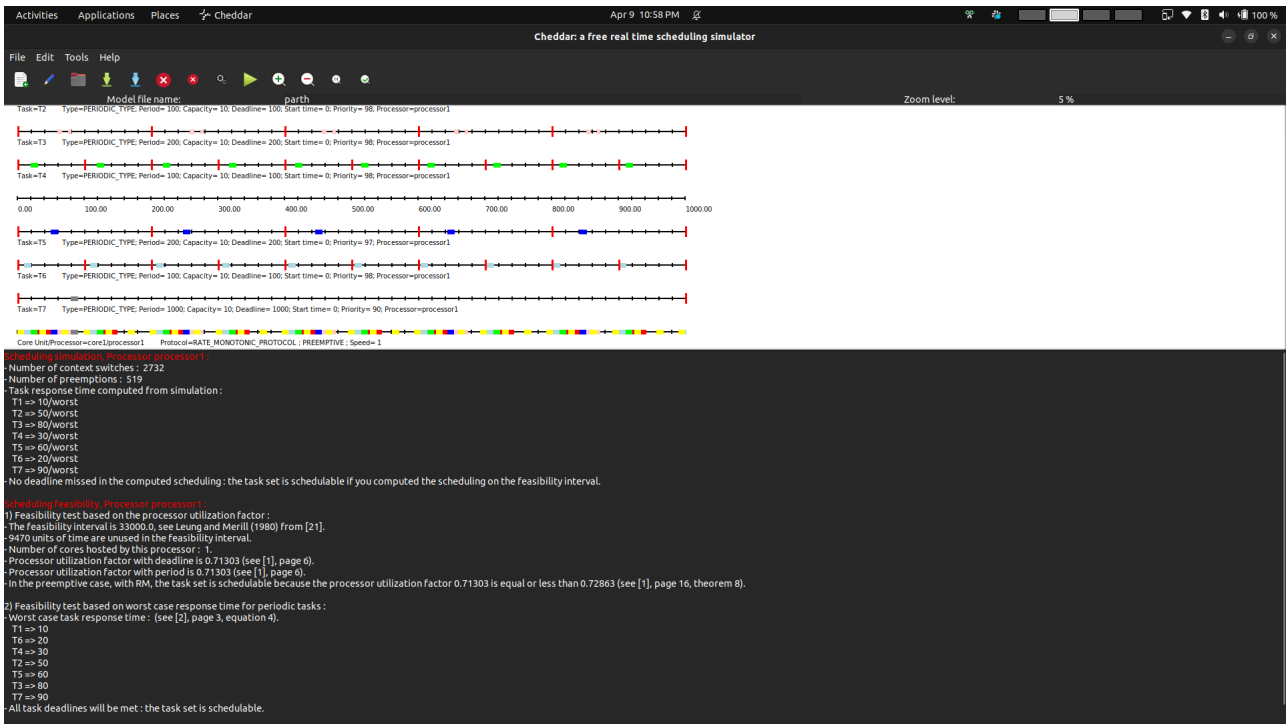 Activities Applications Places Cheddar Apr 9 10:58 PM 100 %
Cheddar: a free real time scheduling simulator
File Edit Tools Help
Model file name: parth Zoom level: 5 %
Task=T2 Type=PERIODIC_TYPE; Period= 100; Capacity= 10; Deadline= 100; Start time= 0; Priority= 98; Processor=processor1
Task=T3 Type=PERIODIC_TYPE; Period= 200; Capacity= 10; Deadline= 200; Start time= 0; Priority= 98; Processor=processor1
Task=T4 Type=PERIODIC_TYPE; Period= 100; Capacity= 10; Deadline= 100; Start time= 0; Priority= 98; Processor=processor1
0.00 100.00 200.00 300.00 400.00 500.00 600.00 700.00 800.00 900.00 1000.00
Task=T5 Type=PERIODIC_TYPE; Period= 200; Capacity= 10; Deadline= 200; Start time= 0; Priority= 97; Processor=processor1
Task=T6 Type=PERIODIC_TYPE; Period= 100; Capacity= 10; Deadline= 100; Start time= 0; Priority= 98; Processor=processor1
Task=T7 Type=PERIODIC_TYPE; Period= 1000; Capacity= 10; Deadline= 1000; Start time= 0; Priority= 90; Processor=processor1
Core Unit/Processor=core1/processor1 Protocol=RATE_MONOTONIC_PROTOCOL ; PREEMPTIVE ; Speed= 1
Scheduling simulation, Processor processor1 :
- Number of context switches : 2732
- Number of preemptions : 519
- Task response time computed from simulation :
T1 => 10/worst
T2 => 50/worst
T3 => 80/worst
T4 => 30/worst
T5 => 60/worst
T6 => 20/worst
T7 => 90/worst
- No deadline missed in the computed scheduling : the task set is schedulable if you computed the scheduling on the feasibility interval.
Scheduling feasibility, Processor processor1 :
1) Feasibility test based on the processor utilization factor :
- The feasibility interval is 33000.0, see Leung and Merill (1980) from [21].
- 9470 units of time are unused in the feasibility interval.
- Number of cores hosted by this processor : 1.
- Processor utilization factor with deadline is 0.71303 (see [1], page 6).
- Processor utilization factor with period is 0.71303 (see [1], page 6).
- In the preemptive case, with RM, the task set is schedulable because the processor utilization factor 0.71303 is equal or less than 0.72863 (see [1], page 16, theorem 8).
2) Feasibility test based on worst case response time for periodic tasks :
- Worst case task response time : (see [2], page 3, equation 4).
T1 => 10
T6 => 20
T4 => 30
T2 => 50
T5 => 60
T3 => 80
T7 => 90
- All task deadlines will be met : the task set is schedulable.